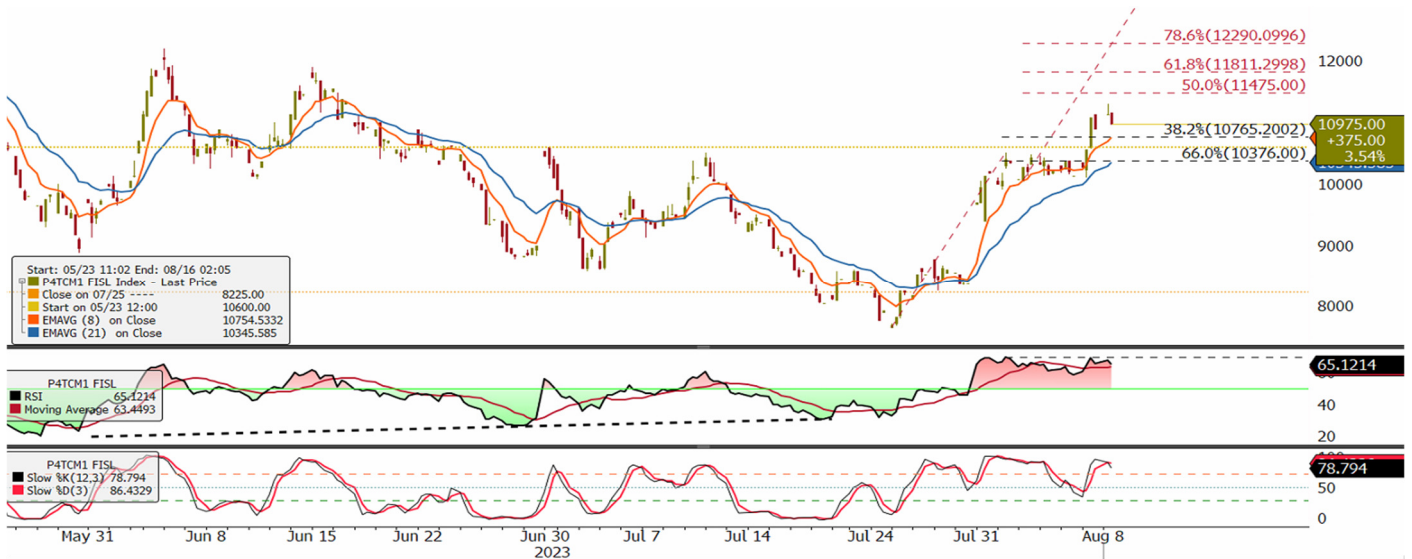 78.6%(12290.0996)
61.8%(11811.2998)
50.0%(11475.00)
38.2%(10765.2002)
66.0%(10376.00)
12000
10975.00
+375.00
3.54%
10000
9000
8000
Start: 05/23 11:02 End: 08/16 02:05
P4TCM1 FISL Index - Last Price
Close on 07/25 ---- 8225.00
Start on 05/23 12:00 10600.00
EMAVG (8) on Close 10754.5332
EMAVG (21) on Close 10345.585
P4TCM1 FISL
RSI 65.1214
Moving Average 63.4493
65.1214
40
20
P4TCM1 FISL
Slow %K(12,3) 78.794
Slow %D(3) 86.4329
78.794
50
0
May 31 Jun 8 Jun 15 Jun 22 Jun 30 Jul 7 Jul 14 Jul 24 Jul 31 Aug 8
2023